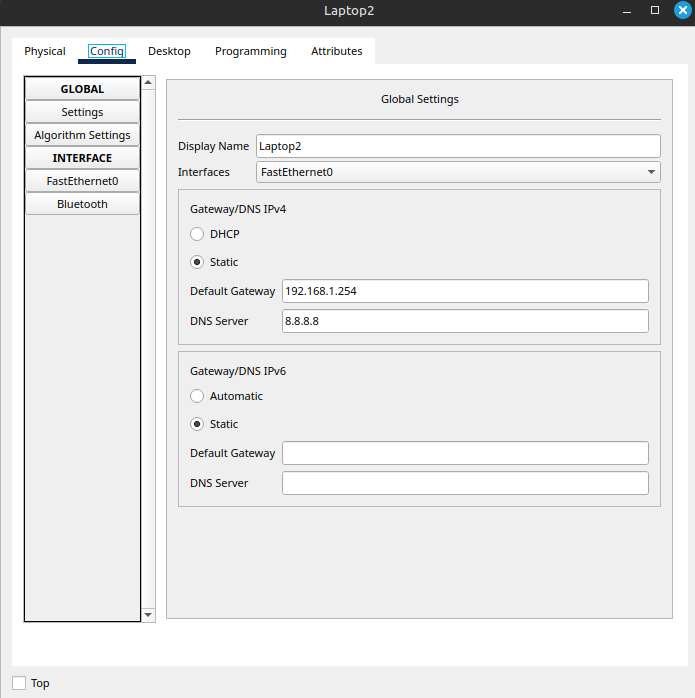 Laptop2
Physical Config Desktop Programming Attributes
GLOBAL
Settings
Algorithm Settings
INTERFACE
FastEthernet0
Bluetooth
Global Settings
Display Name Laptop2
Interfaces FastEthernet0
Gateway/DNS IPv4
DHCP
Static
Default Gateway 192.168.1.254
DNS Server 8.8.8.8
Gateway/DNS IPv6
Automatic
Static
Default Gateway
DNS Server
Top